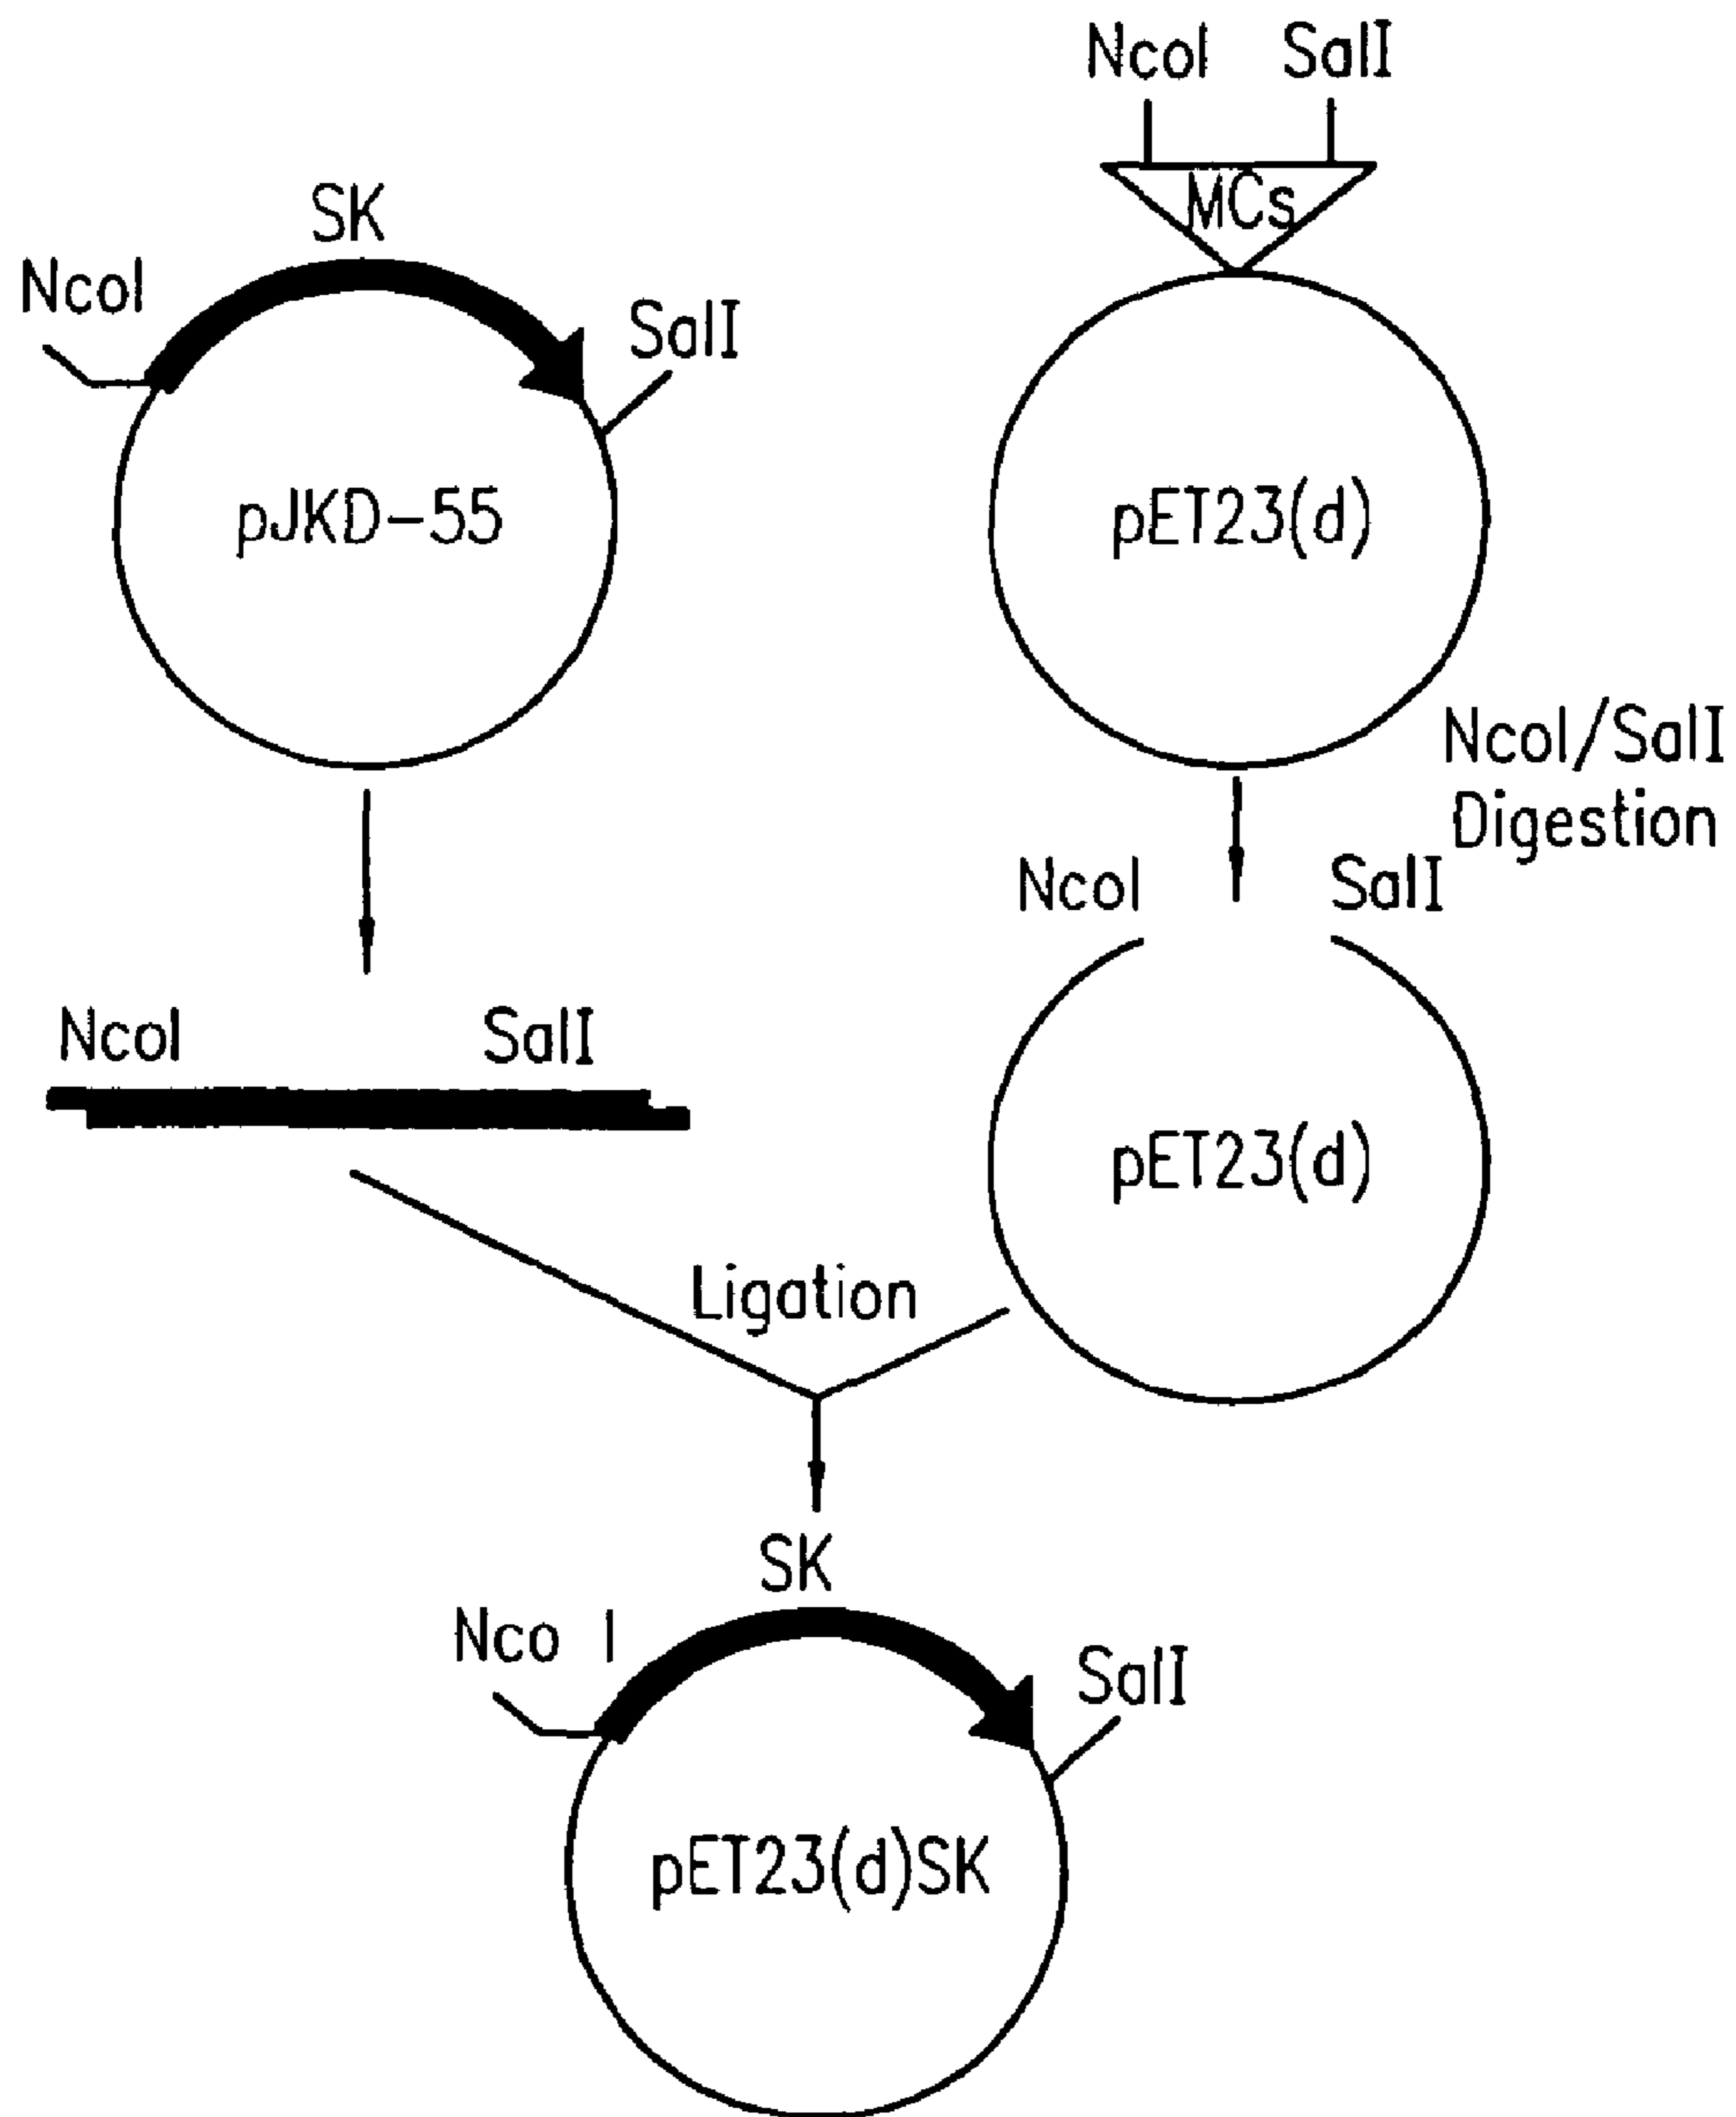 NcoI SalI
MCs
SK
NcoI
SalI
pJKD-55
pET23(d)
NcoI/SalI
Digestion
NcoI SalI
NcoI SalI
pET23(d)
Ligation
SK
Nco I
SalI
pET23(d)SK